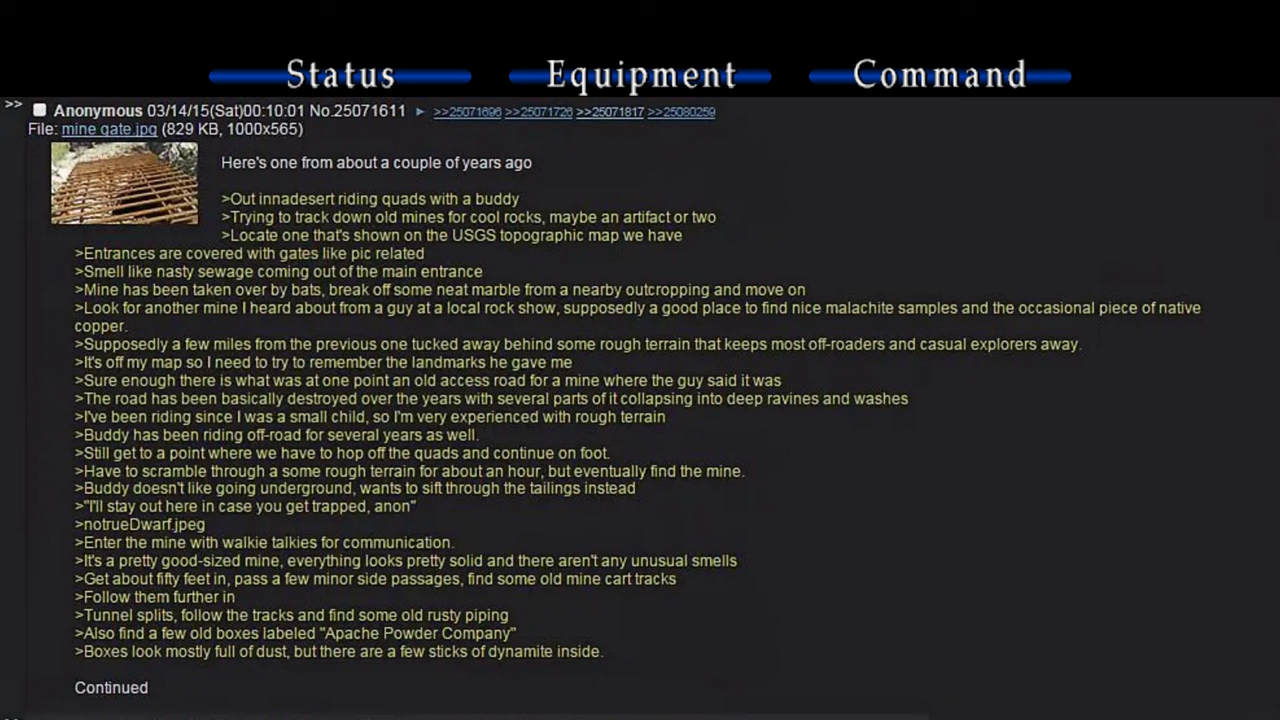 Status Equipment Command
>> Anonymous 03/14/15(Sat)00:10:01 No.25071611 ► >>25071696 >>25071726 >>25071817 >>25080259
File: mine gate.jpg (829 KB, 1000x565)
Here's one from about a couple of years ago
>Out innadesert riding quads with a buddy
>Trying to track down old mines for cool rocks, maybe an artifact or two
>Locate one that's shown on the USGS topographic map we have
>Entrances are covered with gates like pic related
>Smell like nasty sewage coming out of the main entrance
>Mine has been taken over by bats, break off some neat marble from a nearby outcropping and move on
>Look for another mine I heard about from a guy at a local rock show, supposedly a good place to find nice malachite samples and the occasional piece of native
copper.
>Supposedly a few miles from the previous one tucked away behind some rough terrain that keeps most off-roaders and casual explorers away.
>It's off my map so I need to try to remember the landmarks he gave me
>Sure enough there is what was at one point an old access road for a mine where the guy said it was
>The road has been basically destroyed over the years with several parts of it collapsing into deep ravines and washes
>I've been riding since I was a small child, so I'm very experienced with rough terrain
>Buddy has been riding off-road for several years as well.
>Still get to a point where we have to hop off the quads and continue on foot.
>Have to scramble through a some rough terrain for about an hour, but eventually find the mine.
>Buddy doesn't like going underground, wants to sift through the tailings instead
>"I'll stay out here in case you get trapped, anon"
>notrueDwarf.jpeg
>Enter the mine with walkie talkies for communication.
>It's a pretty good-sized mine, everything looks pretty solid and there aren't any unusual smells
>Get about fifty feet in, pass a few minor side passages, find some old mine cart tracks
>Follow them further in
>Tunnel splits, follow the tracks and find some old rusty piping
>Also find a few old boxes labeled "Apache Powder Company"
>Boxes look mostly full of dust, but there are a few sticks of dynamite inside.
Continued
>>